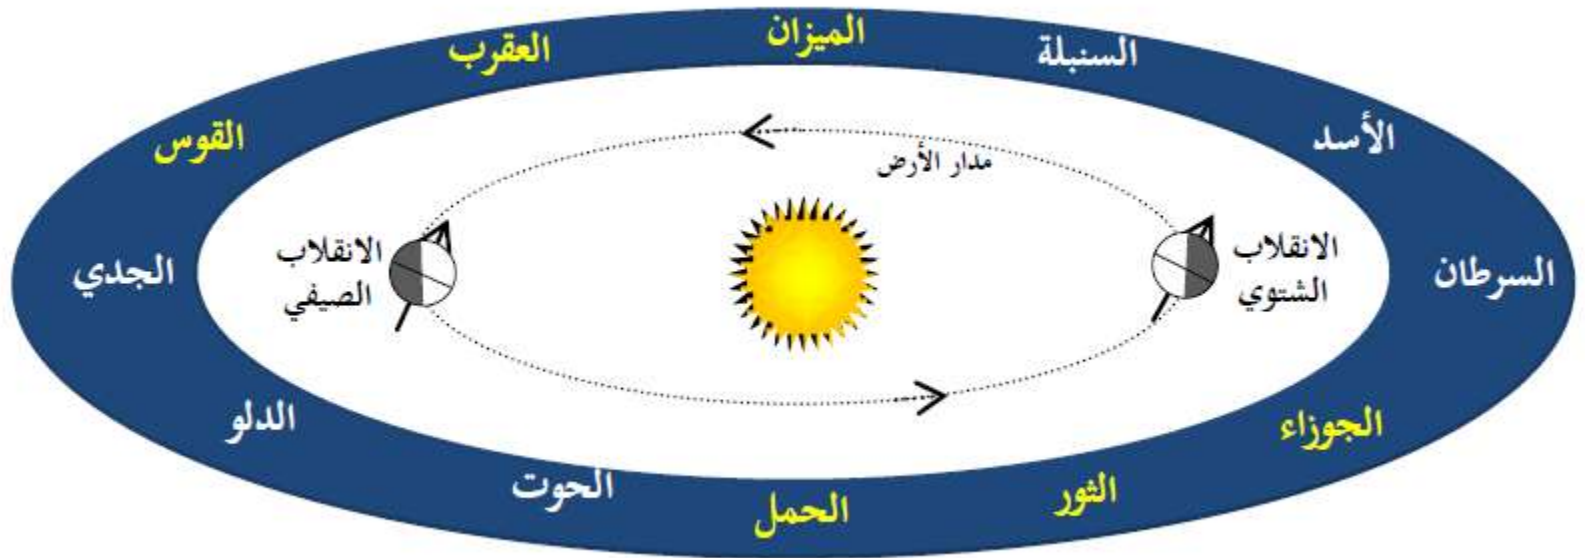 الميزان
السنبلة
العقرب
الأسد
القوس
مدار الأرض
الانقلاب
الشتوي
الانقلاب
الصيفي
السرطان
الجدي
الجوزاء
الدلو
الثور
الحوت
الحمل